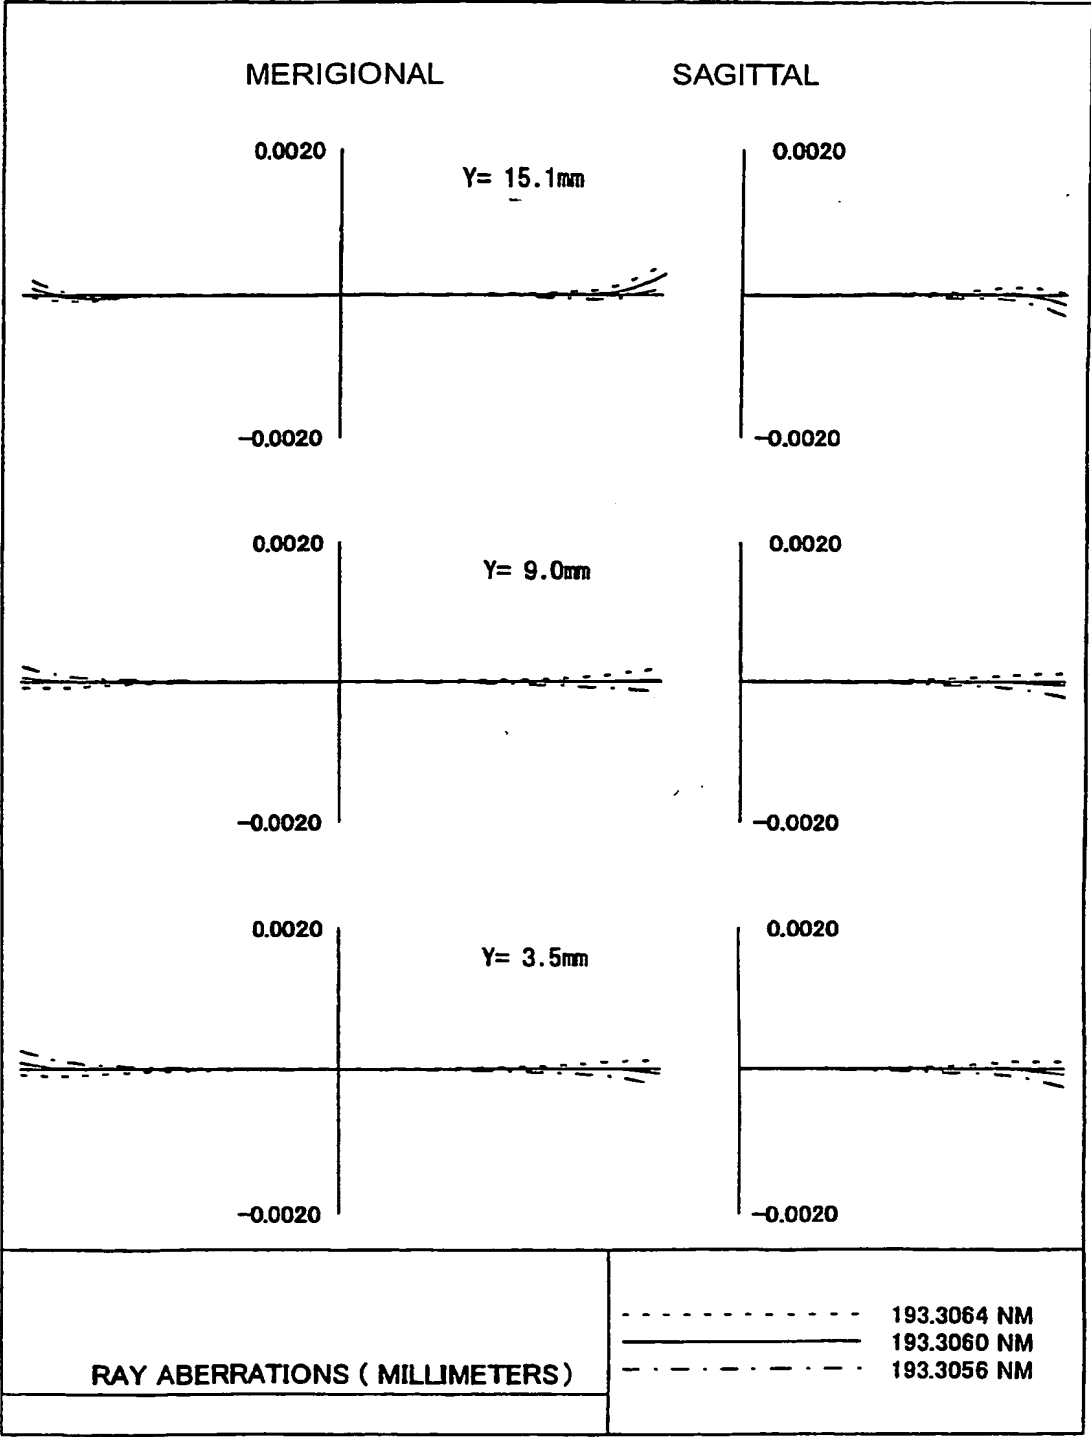 MERIGIONAL SAGITTAL
0.0020 0.0020
Y= 15.1mm
-0.0020 -0.0020
0.0020 0.0020
Y= 9.0mm
-0.0020 -0.0020
0.0020 0.0020
Y= 3.5mm
-0.0020 -0.0020
193.3064 NM
193.3060 NM
193.3056 NM
RAY ABERRATIONS ( MILLIMETERS )